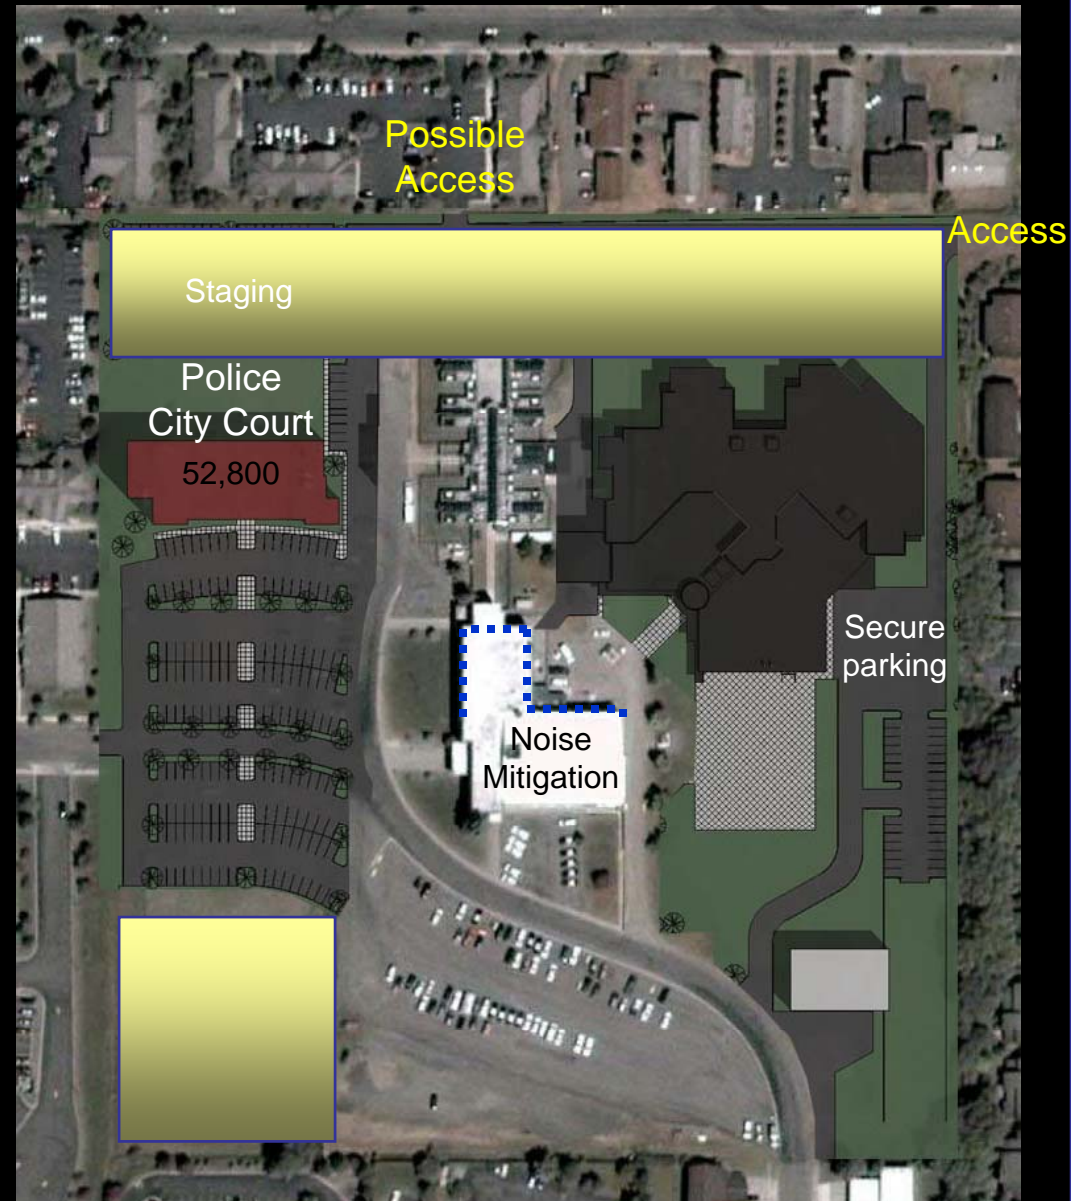 Possible
Access
Access
Staging
Police
City Court
52,800
Secure
parking
Noise
Mitigation